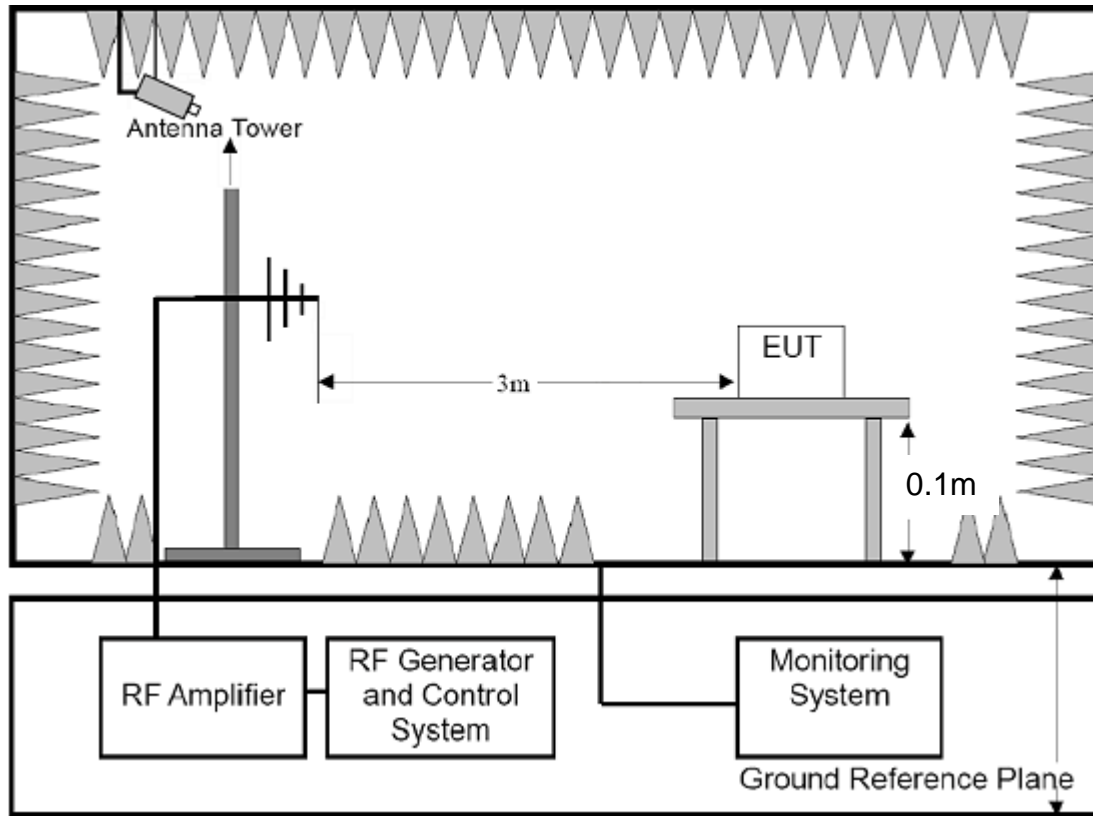 Antenna Tower
EUT
3m
0.1m
RF Amplifier
RF Generator
and Control
System
Monitoring
System
Ground Reference Plane